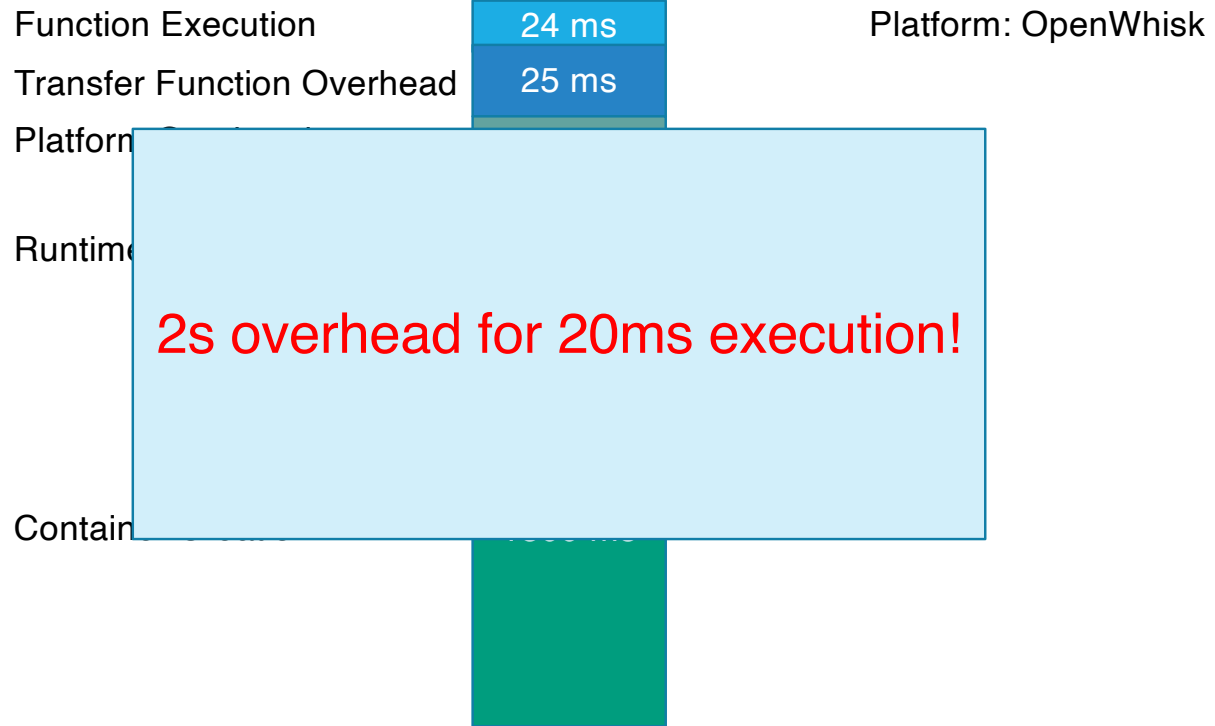 Function Execution 24 ms Platform: OpenWhisk
Transfer Function Overhead 25 ms
2s overhead for 20ms execution!